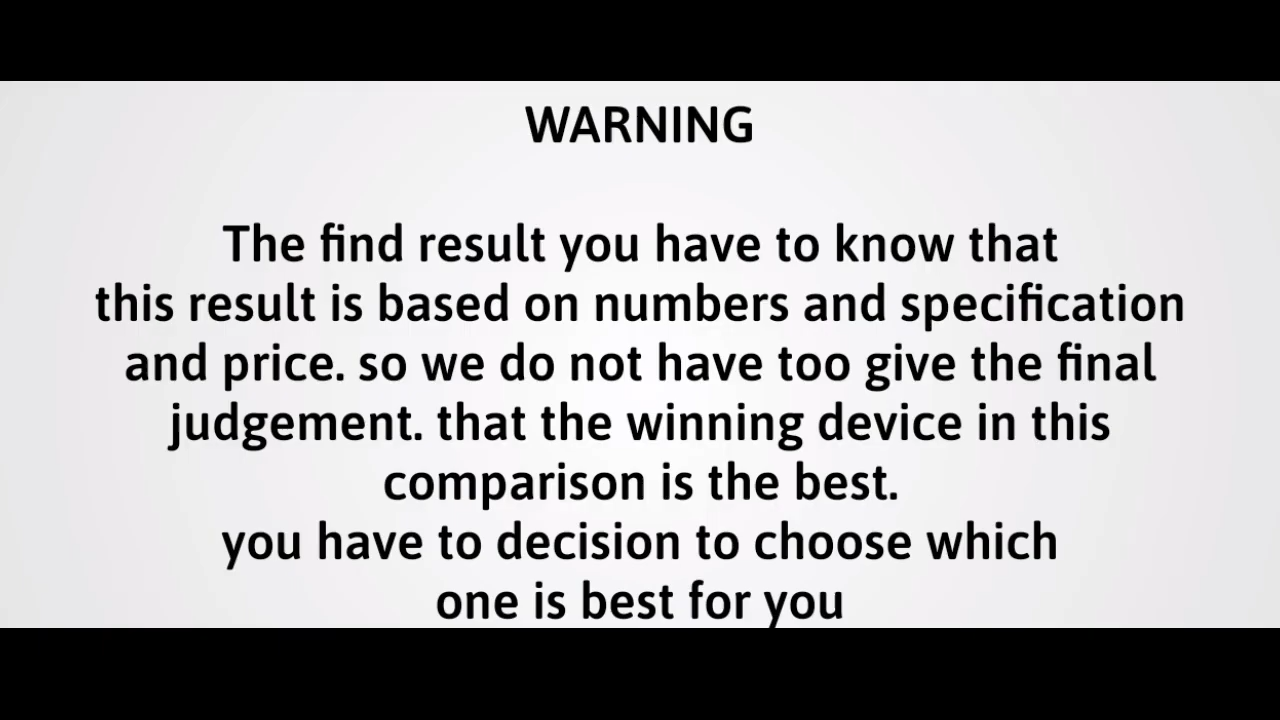 WARNING
The find result you have to know that
this result is based on numbers and specification
and price. so we do not have too give the final
judgement. that the winning device in this
comparison is the best.
you have to decision to choose which
one is best for you